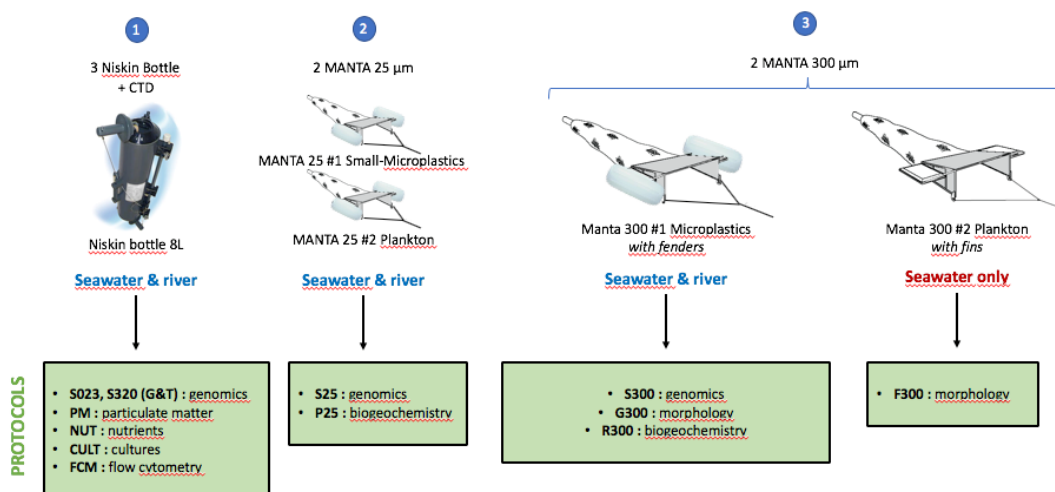 1
3 Niskin Bottle
+ CTD
Niskin bottle 8L
Seawater & river
2
2 MANTA 25 µm
MANTA 25 #1 Small-Microplastics
MANTA 25 #2 Plankton
Seawater & river
3
2 MANTA 300 µm
Manta 300 #1 Microplastics
with fenders
Seawater & river
Manta 300 #2 Plankton
with fins
Seawater only
PROTOCOLS
• S023, S320 (G&T) : genomics
• PM : particulate matter
• NUT : nutrients
• CULT : cultures
• FCM : flow cytometry
• S25 : genomics
• P25 : biogeochemistry
• S300 : genomics
• G300 : morphology
• R300 : biogeochemistry
• F300 : morphology